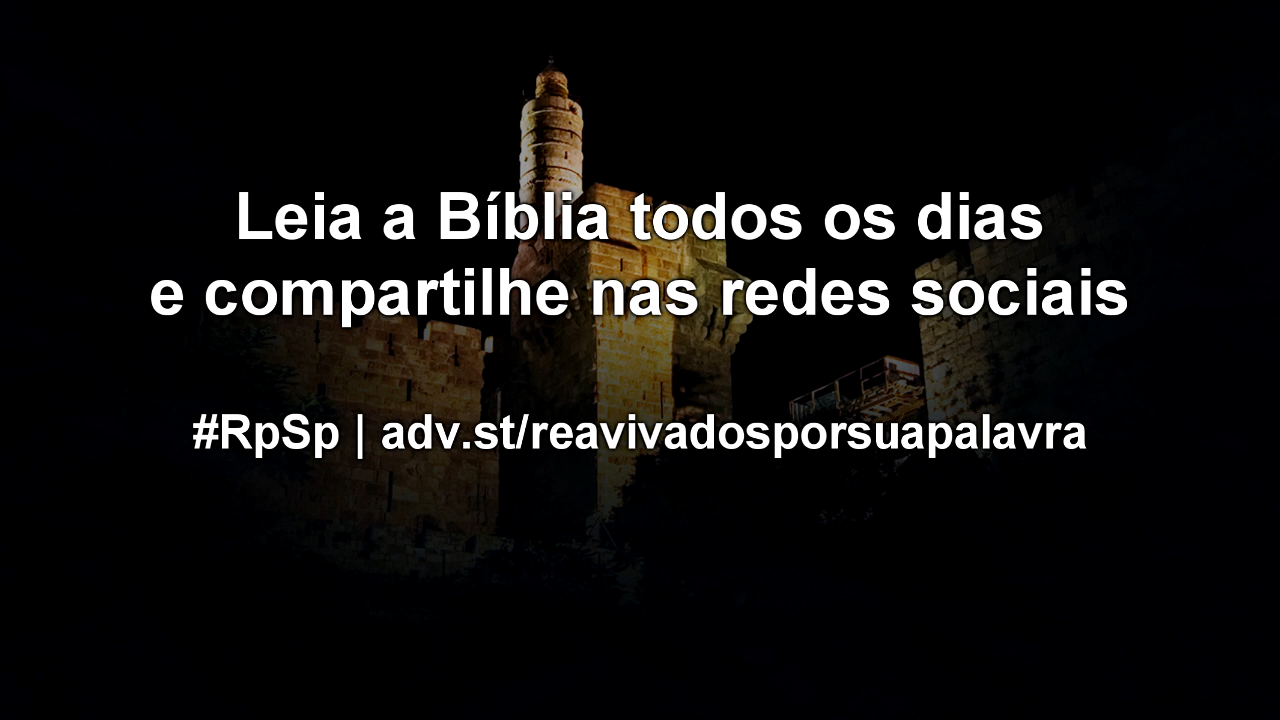 Leia a Bíblia todos os dias
e compartilhe nas redes sociais
#RpSp | adv.st/reavivadosporsuapalavra